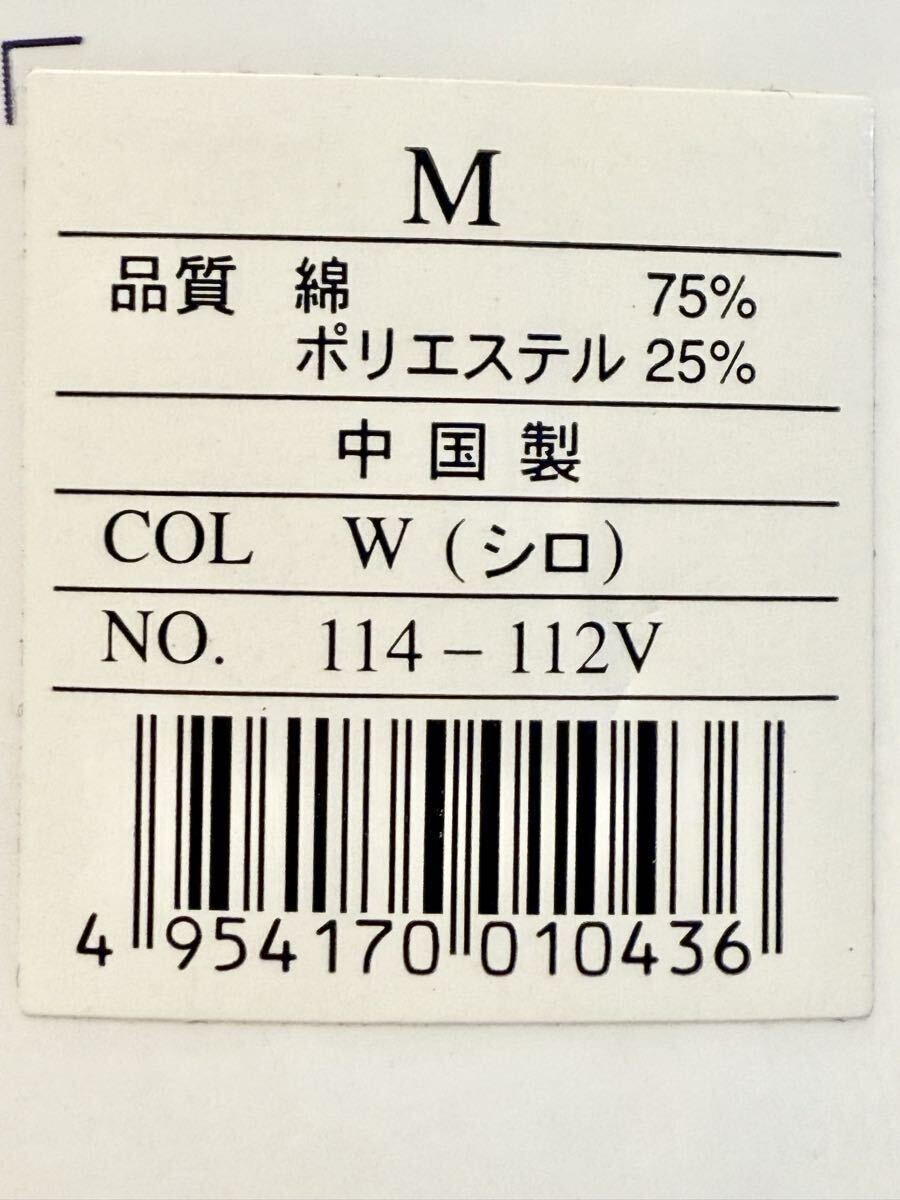 M
品質 綿 75%
ポリエステル 25%
中国製
COL W (シロ)
NO. 114-112V
4 954170 010436